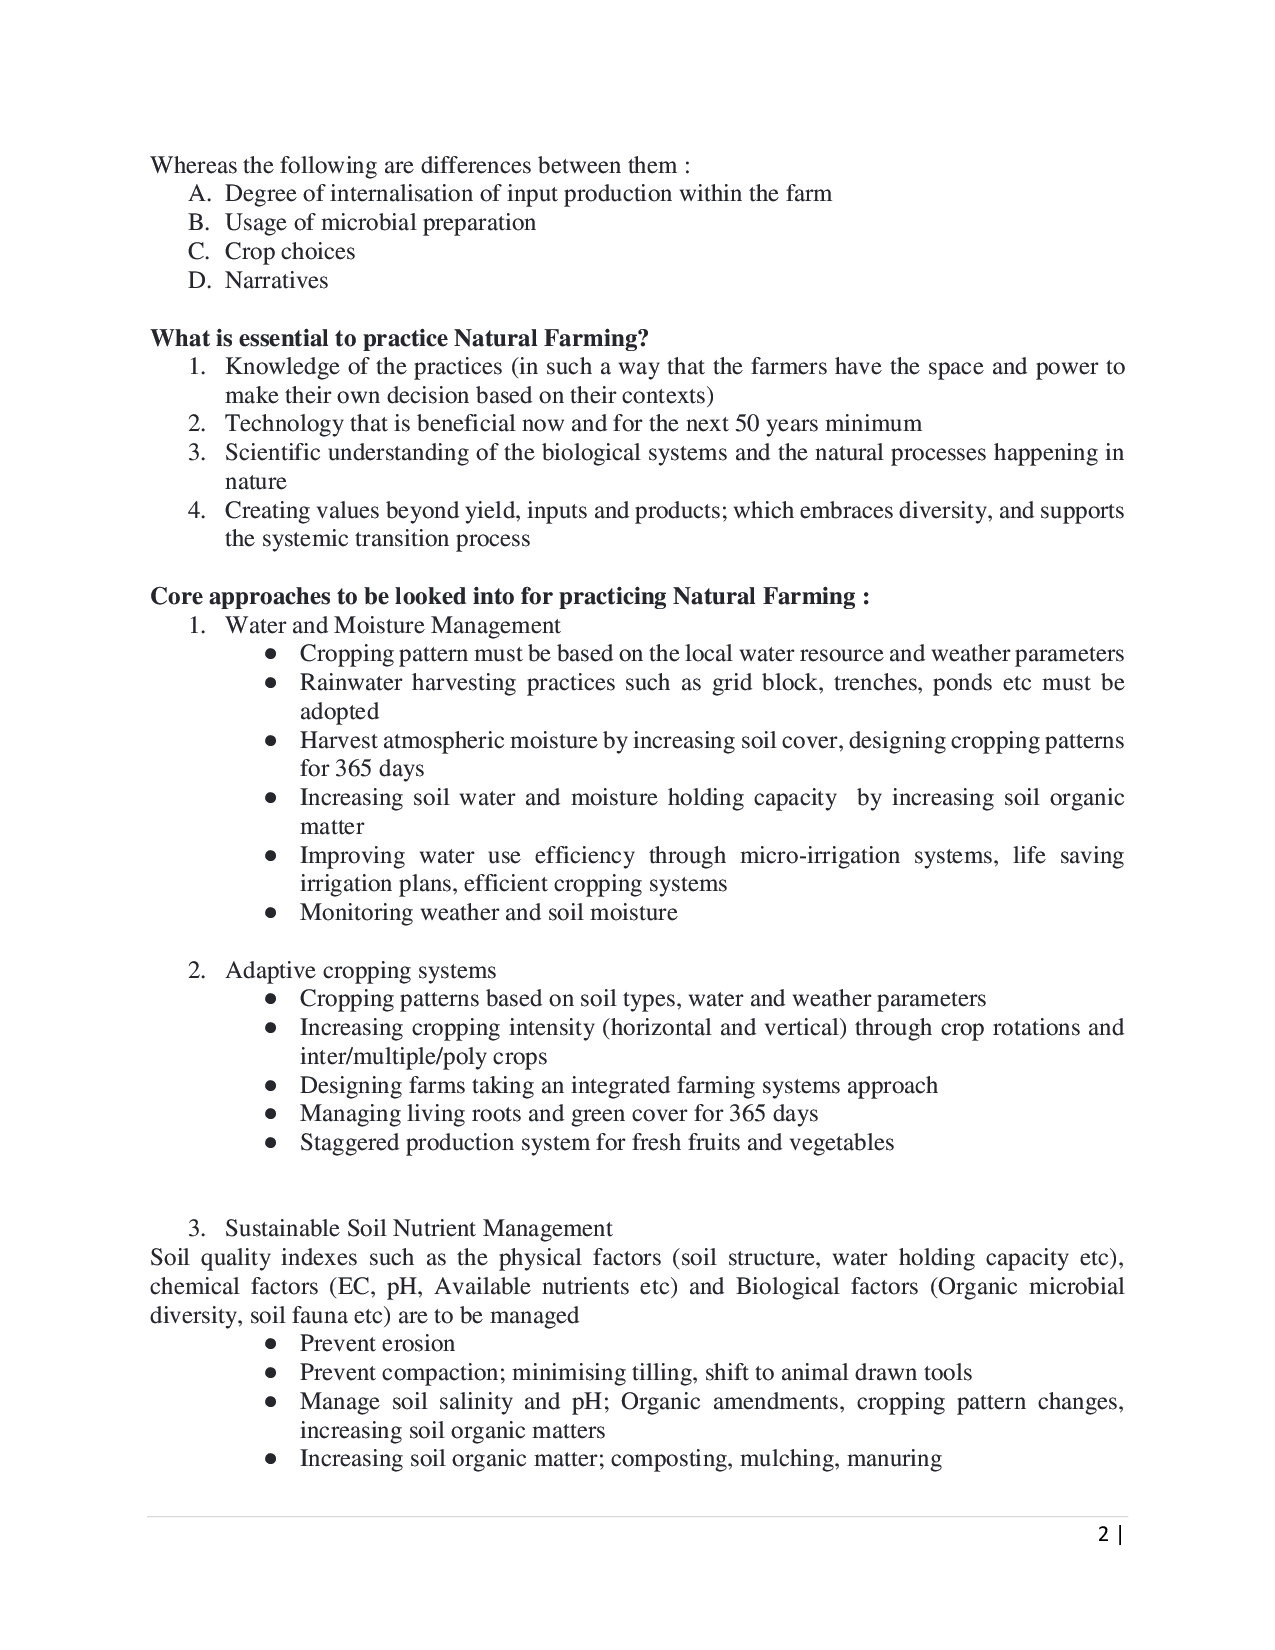 Whereas the following are differences between them :
A. Degree of internalisation of input production within the farm
B. Usage of microbial preparation
C. Crop choices
D. Narratives
What is essential to practice Natural Farming?
1. Knowledge of the practices (in such a way that the farmers have the space and power to
make their own decision based on their contexts)
2. Technology that is beneficial now and for the next 50 years minimum
3. Scientific understanding of the biological systems and the natural processes happening in
nature
4. Creating values beyond yield, inputs and products; which embraces diversity, and supports
the systemic transition process
Core approaches to be looked into for practicing Natural Farming :
1. Water and Moisture Management
● Cropping pattern must be based on the local water resource and weather parameters
● Rainwater harvesting practices such as grid block, trenches, ponds etc must be
adopted
● Harvest atmospheric moisture by increasing soil cover, designing cropping patterns
for 365 days
● Increasing soil water and moisture holding capacity by increasing soil organic
matter
● Improving water use efficiency through micro-irrigation systems, life saving
irrigation plans, efficient cropping systems
● Monitoring weather and soil moisture
2. Adaptive cropping systems
● Cropping patterns based on soil types, water and weather parameters
● Increasing cropping intensity (horizontal and vertical) through crop rotations and
inter/multiple/poly crops
● Designing farms taking an integrated farming systems approach
● Managing living roots and green cover for 365 days
● Staggered production system for fresh fruits and vegetables
3. Sustainable Soil Nutrient Management
Soil quality indexes such as the physical factors (soil structure, water holding capacity etc),
chemical factors (EC, pH, Available nutrients etc) and Biological factors (Organic microbial
diversity, soil fauna etc) are to be managed
● Prevent erosion
● Prevent compaction; minimising tilling, shift to animal drawn tools
● Manage soil salinity and pH; Organic amendments, cropping pattern changes,
increasing soil organic matters
● Increasing soil organic matter; composting, mulching, manuring
2 |